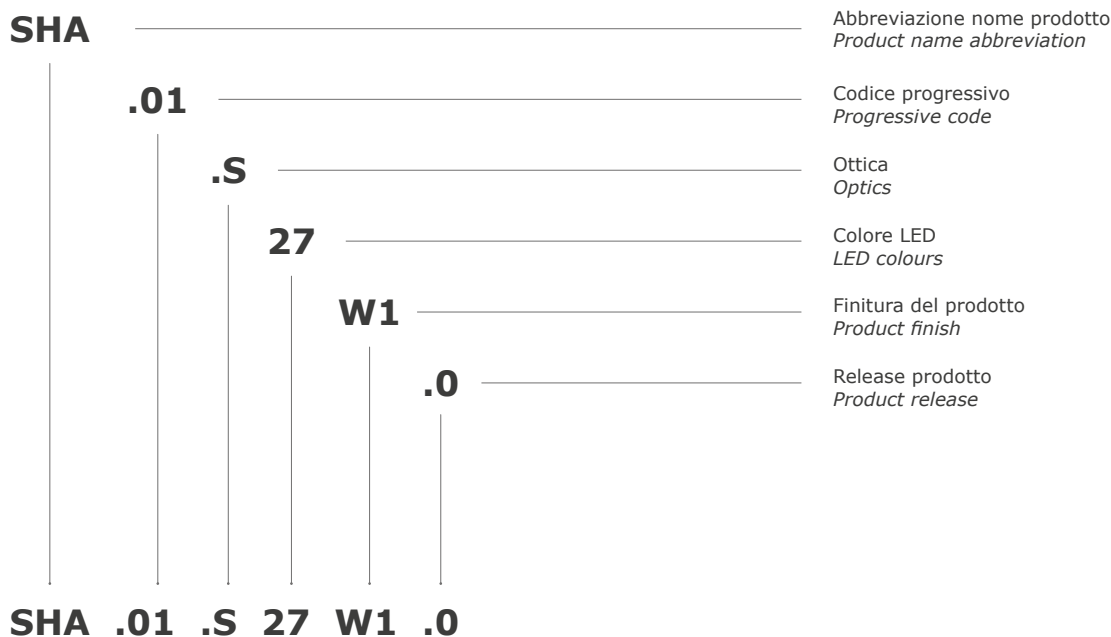 SHA
Abbreviazione nome prodotto
Product name abbreviation
.01
Codice progressivo
Progressive code
.S
Ottica
Optics
27
Colore LED
LED colours
W1
Finitura del prodotto
Product finish
.0
Release prodotto
Product release
SHA .01 .S 27 W1 .0